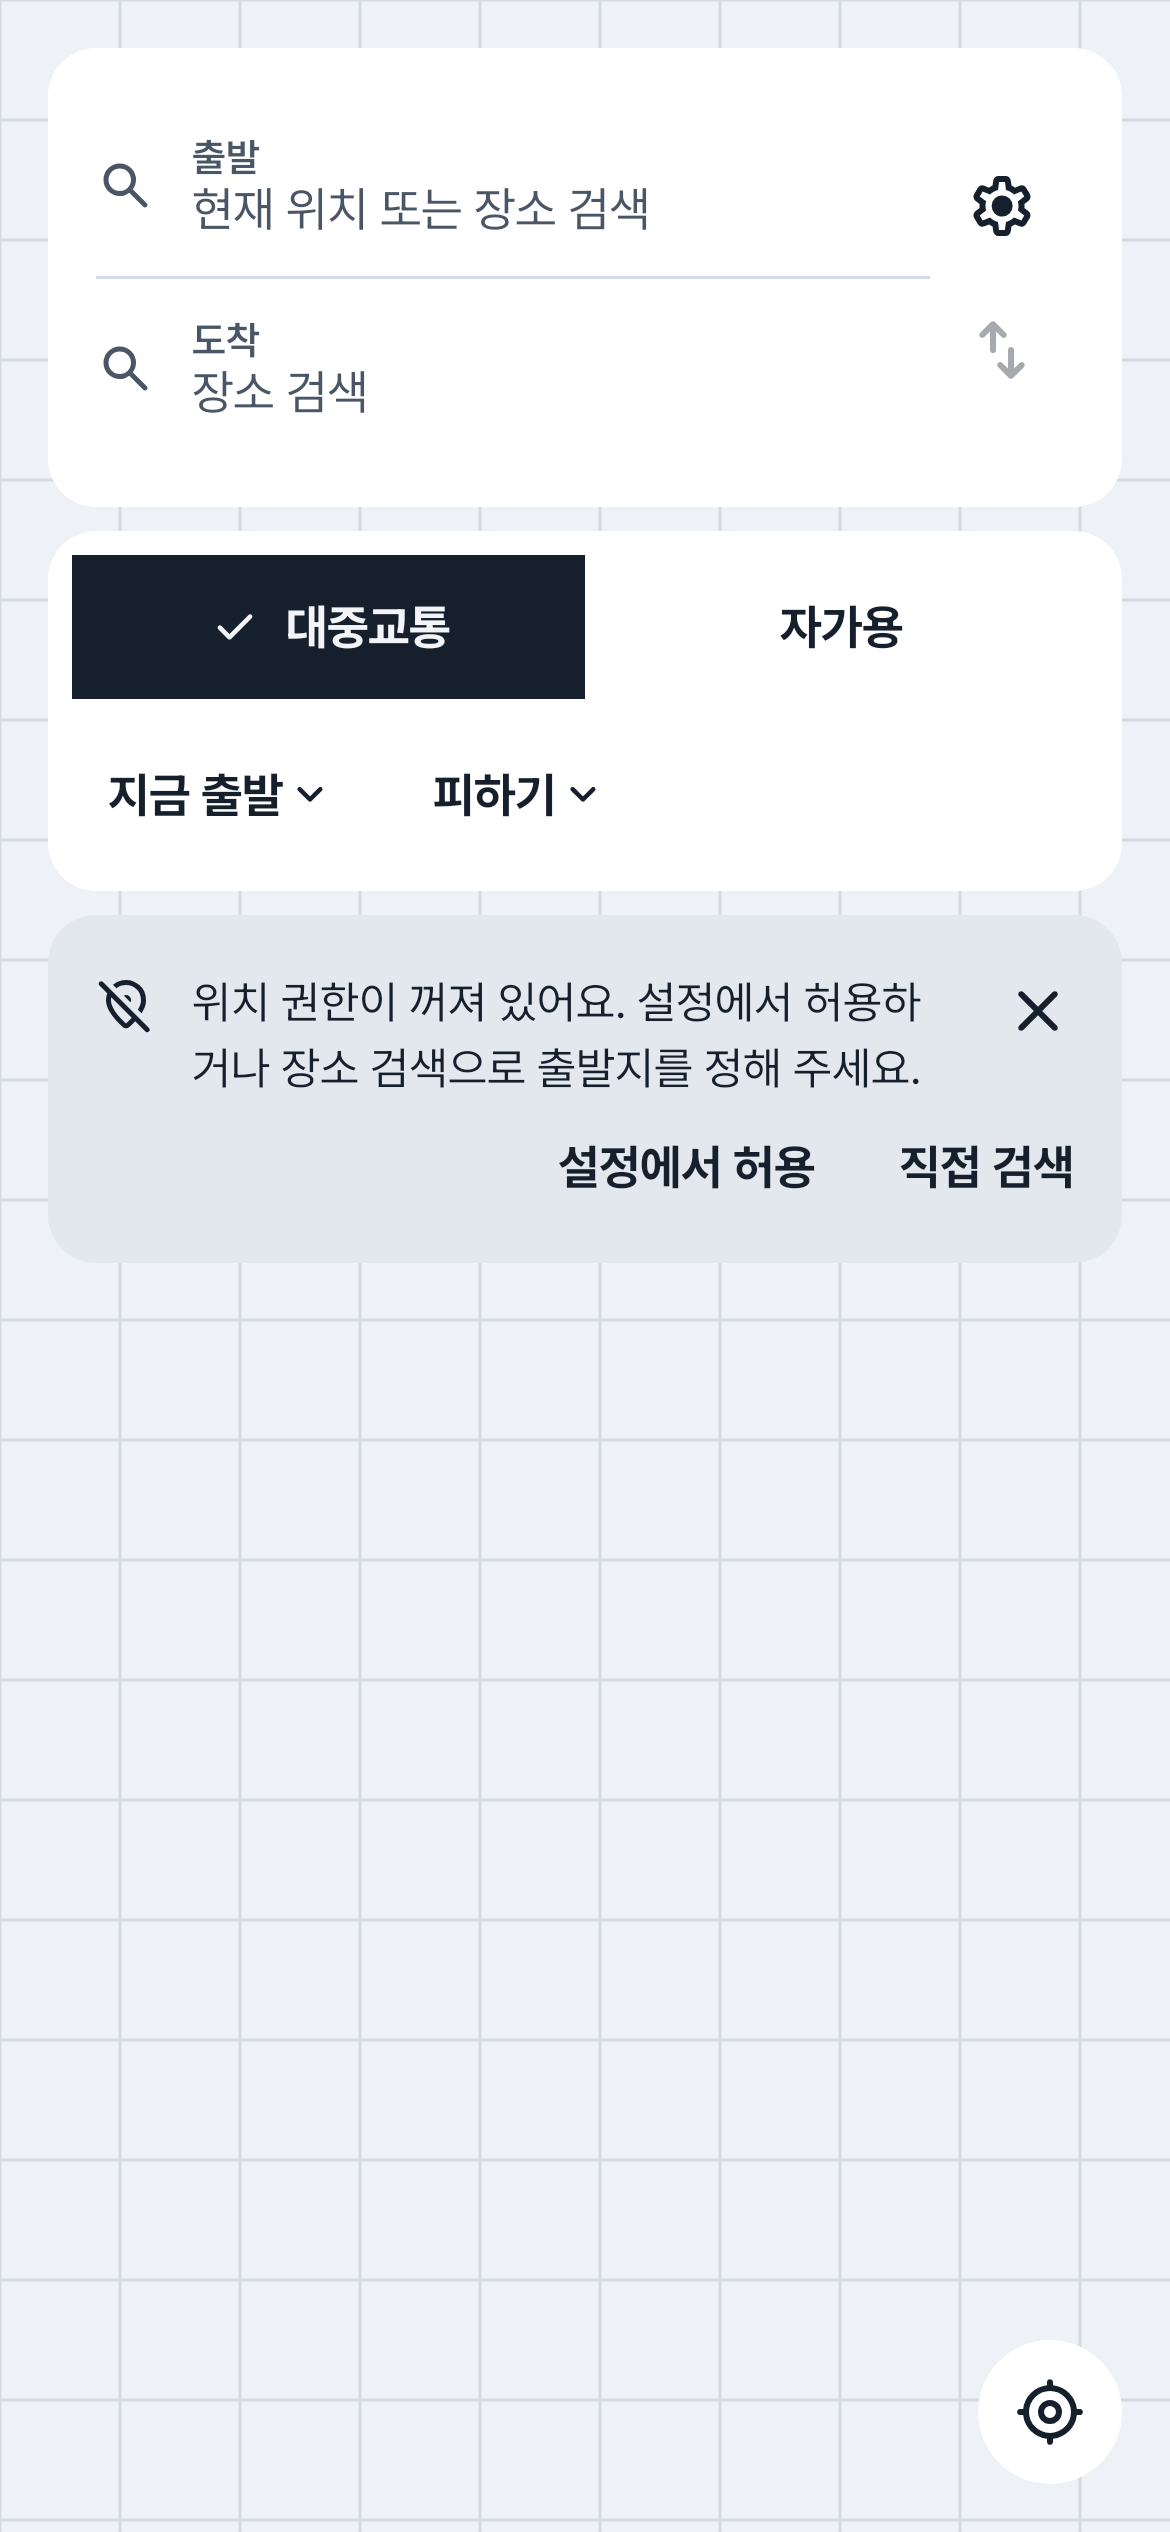 출발
현재 위치 또는 장소 검색
도착
장소 검색
대중교통
자가용
지금 출발
피하기
위치 권한이 꺼져 있어요. 설정에서 허용하
거나 장소 검색으로 출발지를 정해 주세요.
설정에서 허용
직접 검색